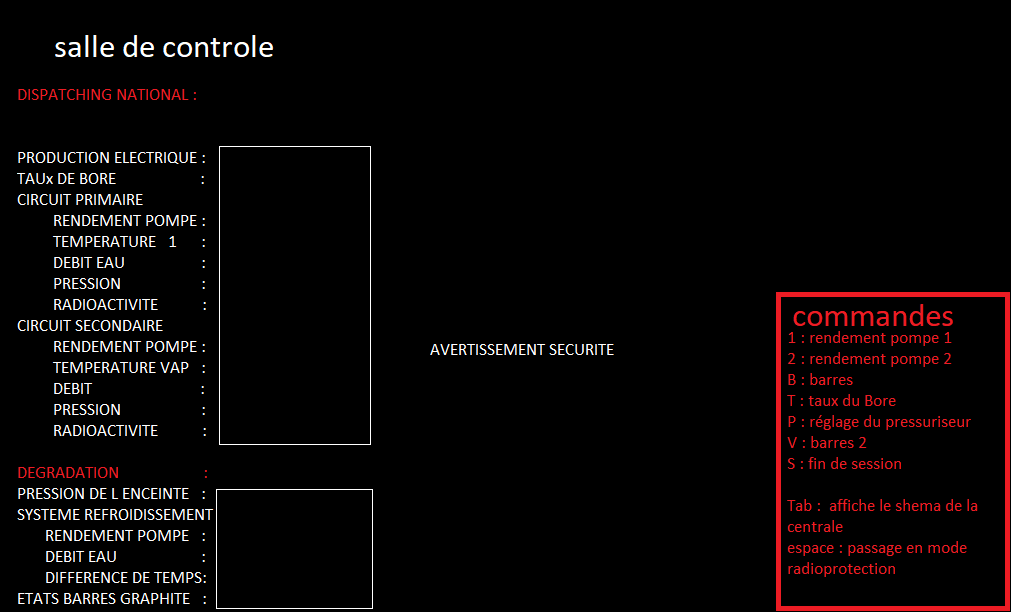 salle de controle
DISPATCHING NATIONAL :
PRODUCTION ELECTRIQUE :
TAUx DE BORE :
CIRCUIT PRIMAIRE
RENDEMENT POMPE :
TEMPERATURE 1 :
DEBIT EAU :
PRESSION :
RADIOACTIVITE :
CIRCUIT SECONDAIRE
RENDEMENT POMPE :
TEMPERATURE VAP :
DEBIT :
PRESSION :
RADIOACTIVITE :
DEGRADATION :
PRESSION DE L ENCEINTE :
SYSTEME REFROIDISSEMENT
RENDEMENT POMPE :
DEBIT EAU :
DIFFERENCE DE TEMPS:
ETATS BARRES GRAPHITE :
AVERTISSEMENT SECURITE
commandes
1 : rendement pompe 1
2 : rendement pompe 2
B : barres
T : taux du Bore
P : réglage du pressuriseur
V : barres 2
S : fin de session
Tab : affiche le shema de la
centrale
espace : passage en mode
radioprotection